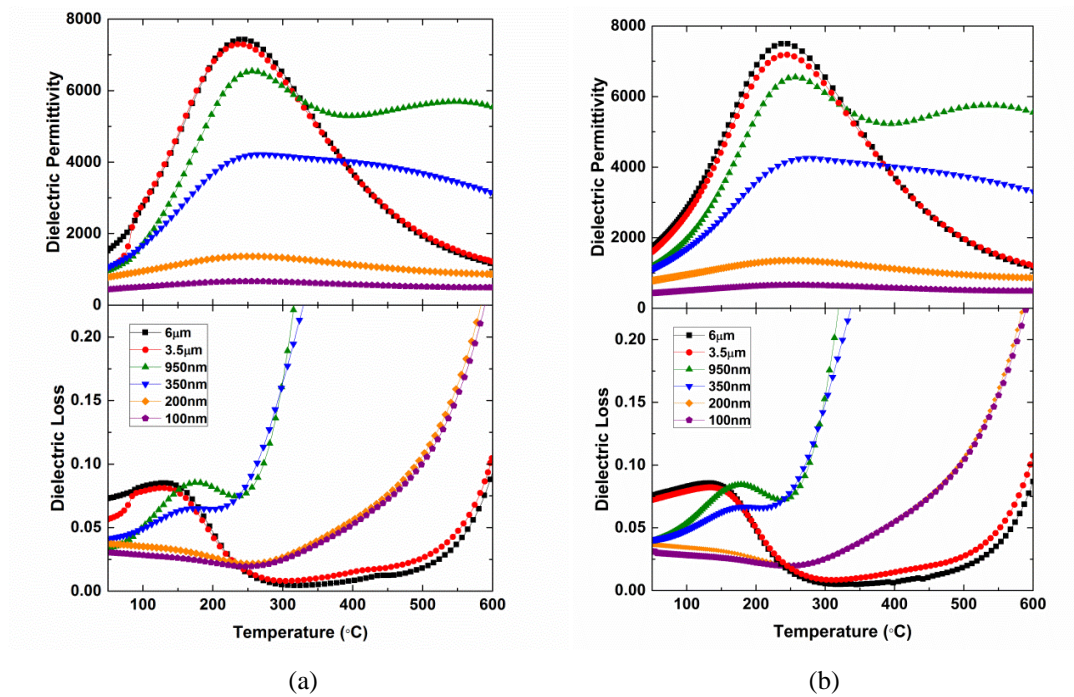 8000
6000
4000
2000
0
Dielectric Permittivity
0.20
0.15
0.10
0.05
0.00
Dielectric Loss
6μm
3.5μm
950nm
350nm
200nm
100nm
100 200 300 400 500 600
Temperature (°C)
(a)
8000
6000
4000
2000
0
Dielectric Permittivity
0.20
0.15
0.10
0.05
0.00
Dielectric Loss
6μm
3.5μm
950nm
350nm
200nm
100nm
100 200 300 400 500 600
Temperature (°C)
(b)